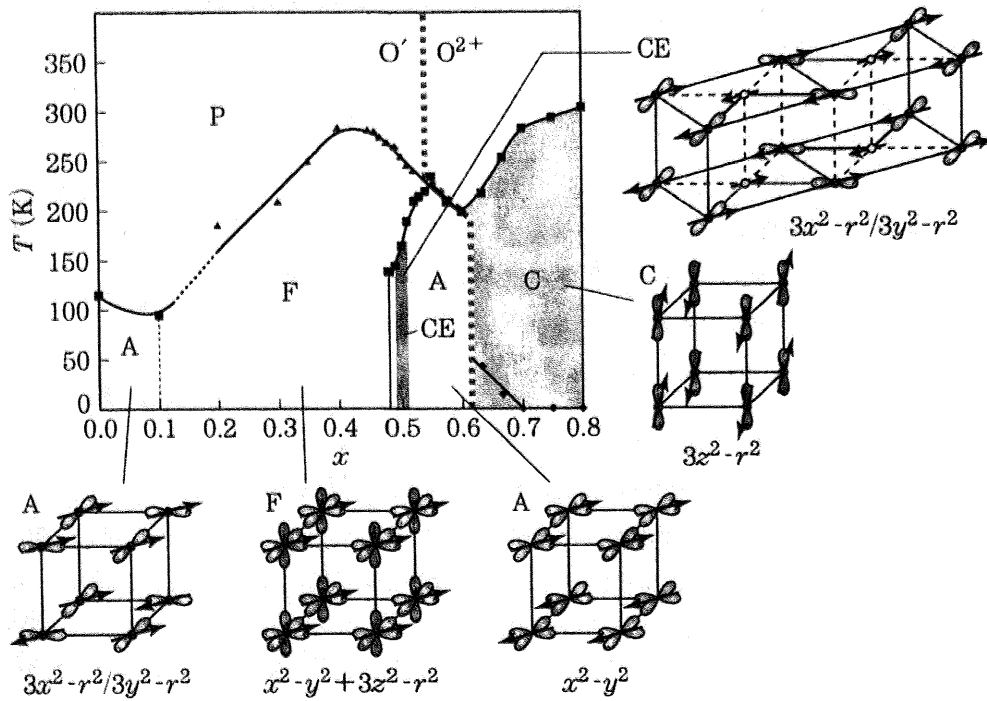 350
300
250
200
150
100
50
0
T (K)
O′ O²⁺
CE
P
F
A
A
C
CE
0.0 0.1 0.2 0.3 0.4 0.5 0.6 0.7 0.8
x
3x²-r²/3y²-r²
C
3z²-r²
A
3x²-r²/3y²-r²
F
x²-y²+3z²-r²
A
x²-y²